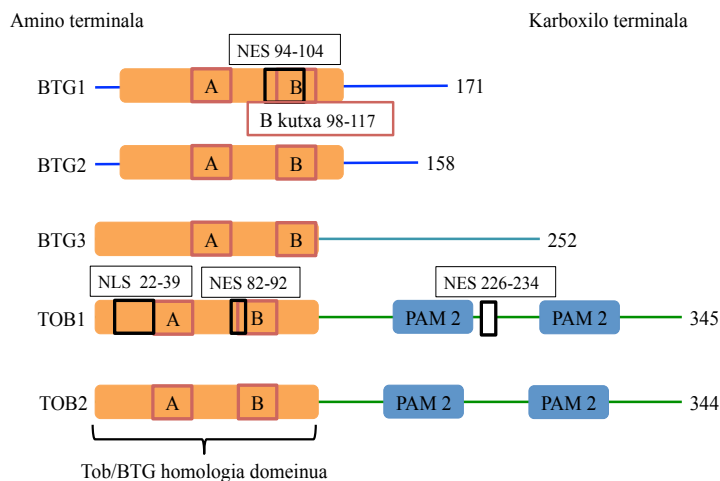 Amino terminala
Karboxilo terminala
NES 94-104
BTG1 A B 171
B kutxa 98-117
BTG2 A B 158
BTG3 A B 252
NLS 22-39 NES 82-92 NES 226-234
TOB1 A B PAM 2 PAM 2 345
TOB2 A B PAM 2 PAM 2 344
Tob/BTG homologia domeinua